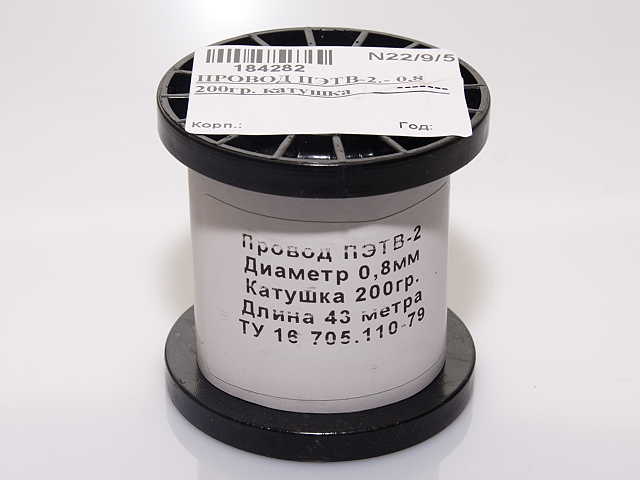 N22/9/5
184282
ПРОВОД ПЭТВ-2,- 0,8
200гр. катушка
Корп.: Год:
Провод ПЭТВ-2
Диаметр 0,8мм
Катушка 200гр.
Длина 43 метра
ТУ 16 705.110-79